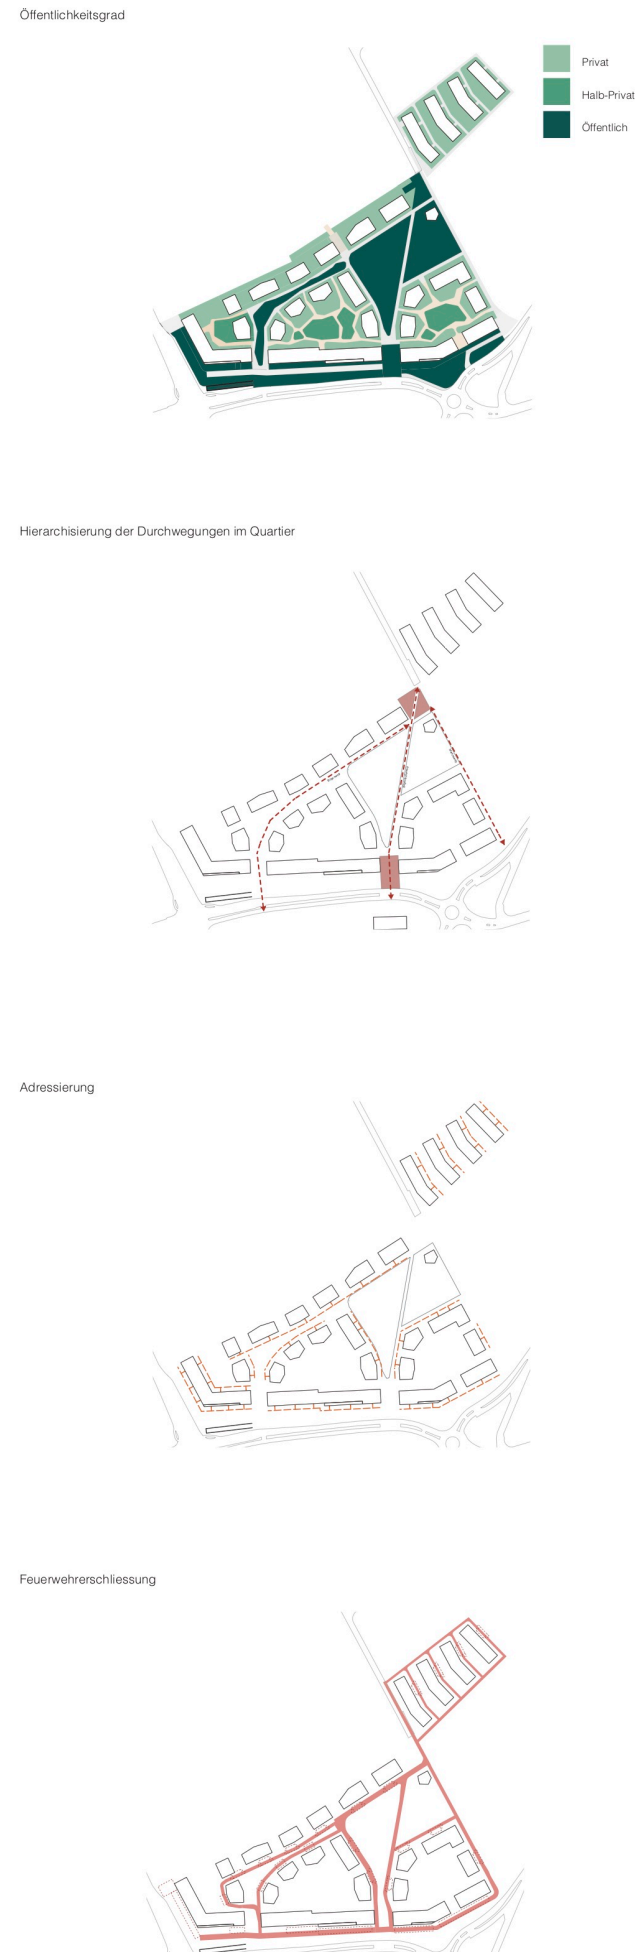 Öffentlichkeitsgrad
Privat
Halb-Privat
Öffentlich
Hierarchisierung der Durchwegungen im Quartier
Adressierung
Feuerwehrerschliessung